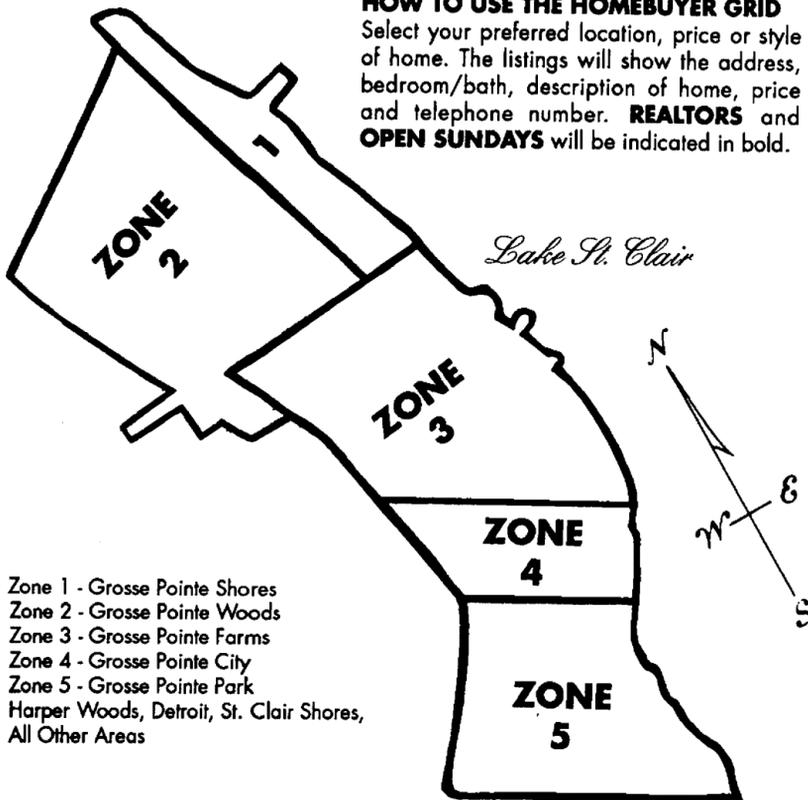 HOW TO USE THE HOMEBUYER GRID
Select your preferred location, price or style
of home. The listings will show the address,
bedroom/bath, description of home, price
and telephone number. REALTORS and
OPEN SUNDAYS will be indicated in bold.
1
ZONE
2
Lake St. Clair
ZONE
3
N
E
W
S
ZONE
4
Zone 1 - Grosse Pointe Shores
Zone 2 - Grosse Pointe Woods
Zone 3 - Grosse Pointe Farms
Zone 4 - Grosse Pointe City
Zone 5 - Grosse Pointe Park
Harper Woods, Detroit, St. Clair Shores,
All Other Areas
ZONE
5